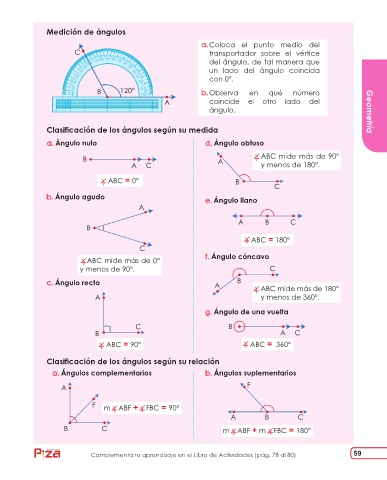 Medición de ángulos
C
B 120°
A
a. Coloca el punto medio del
transportador sobre el vértice
del ángulo, de tal manera que
un lado del ángulo coincida
con 0°.
b. Observa en qué número
coincide el otro lado del
ángulo.
Geometría
Clasificación de los ángulos según su medida
a. Ángulo nulo
B
A C
∡ ABC = 0°
b. Ángulo agudo
A
B
C
∡ ABC mide más de 0°
y menos de 90°.
c. Ángulo recto
A
C
B
∡ ABC = 90°
d. Ángulo obtuso
A
∡ ABC mide más de 90°
y menos de 180°.
B
C
e. Ángulo llano
A B C
∡ ABC = 180°
f. Ángulo cóncavo
C
A B
∡ ABC mide más de 180°
y menos de 360°.
g. Ángulo de una vuelta
B
A C
∡ ABC = 360°
Clasificación de los ángulos según su relación
a. Ángulos complementarios
A
F
m ∡ ABF + ∡ FBC = 90°
B C
b. Ángulos suplementarios
F
A B C
m ∡ ABF + m ∡ FBC = 180°
Complementa tu aprendizaje en el Libro de Actividades (pág. 78 al 80)
59